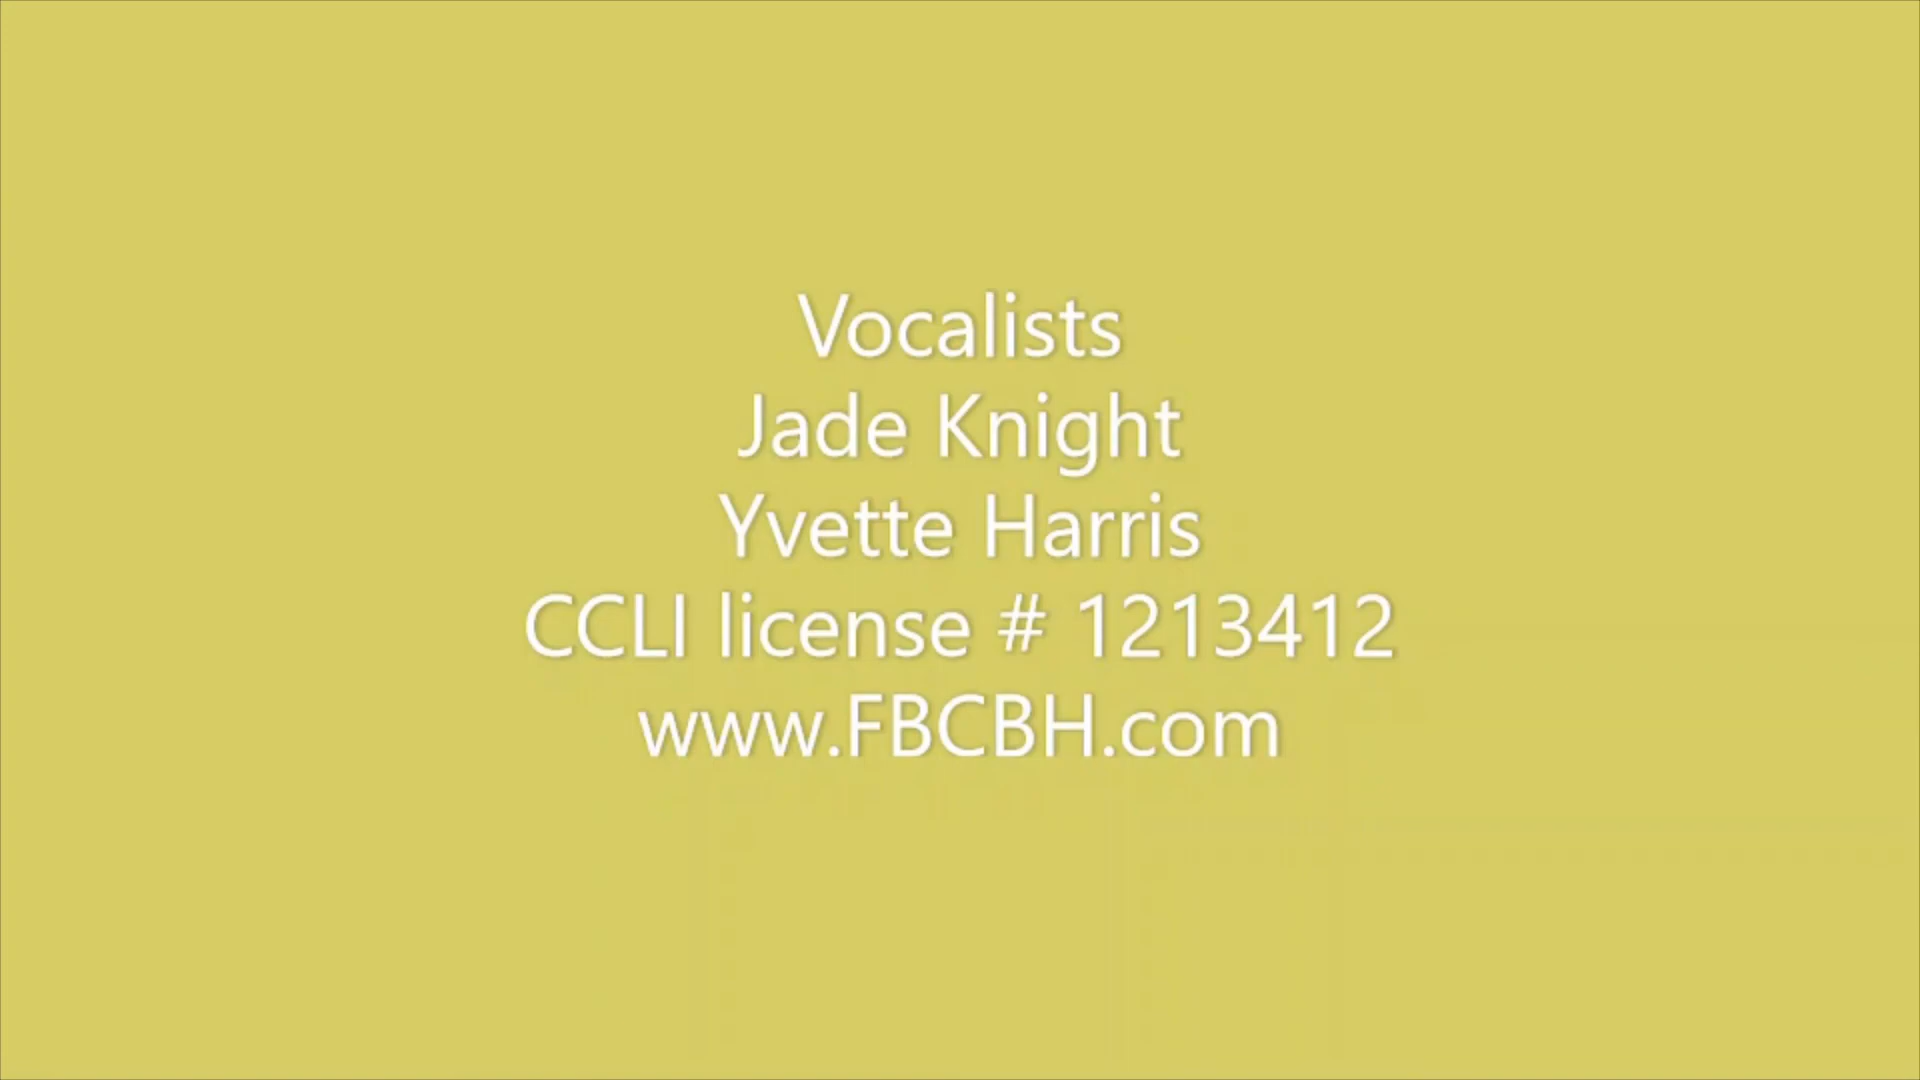 Vocalists
Jade Knight
Yvette Harris
CCLI license # 1213412
www.FBCBH.com